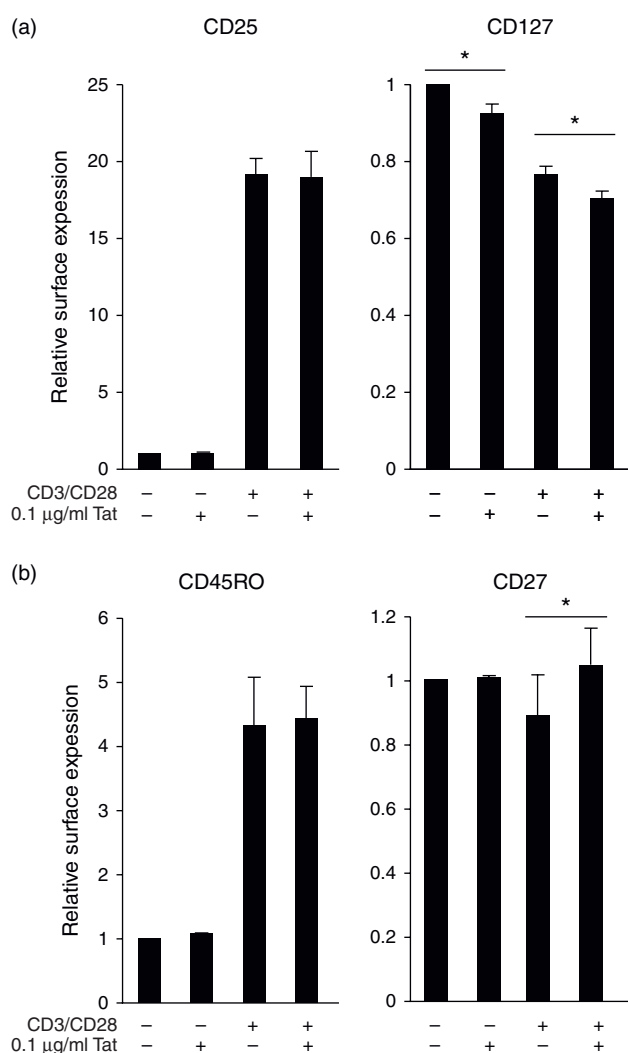 (a)
CD25
CD127
Relative surface expession
25
20
15
10
5
0
1
0.8
0.6
0.4
0.2
0
*
*
CD3/CD28 – – + + – – + +
0.1 μg/ml Tat – + – + – + – +
(b)
CD45RO
CD27
Relative surface expession
6
5
4
3
2
1
0
1.2
1
0.8
0.6
0.4
0.2
0
*
CD3/CD28 – – + + – – + +
0.1 μg/ml Tat – + – + – + – +